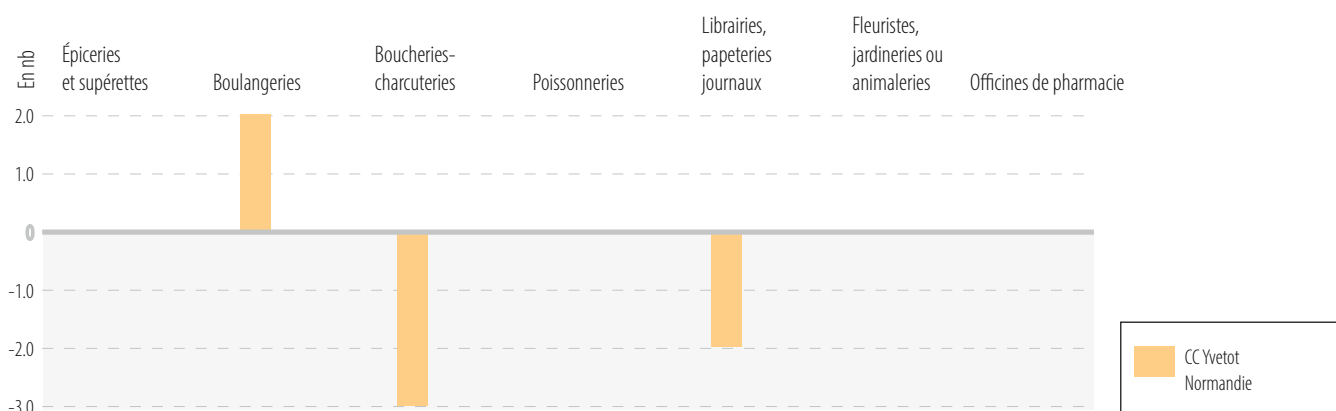 En nb
Épiceries
et supérettes
Boulangeries
Boucheries-
charcuteries
Poissonneries
Librairies,
papeteries
journaux
Fleuristes,
jardineries ou
animaleries
Officines de pharmacie
2.0
1.0
0
-1.0
-2.0
-3.0
CC Yvetot
Normandie